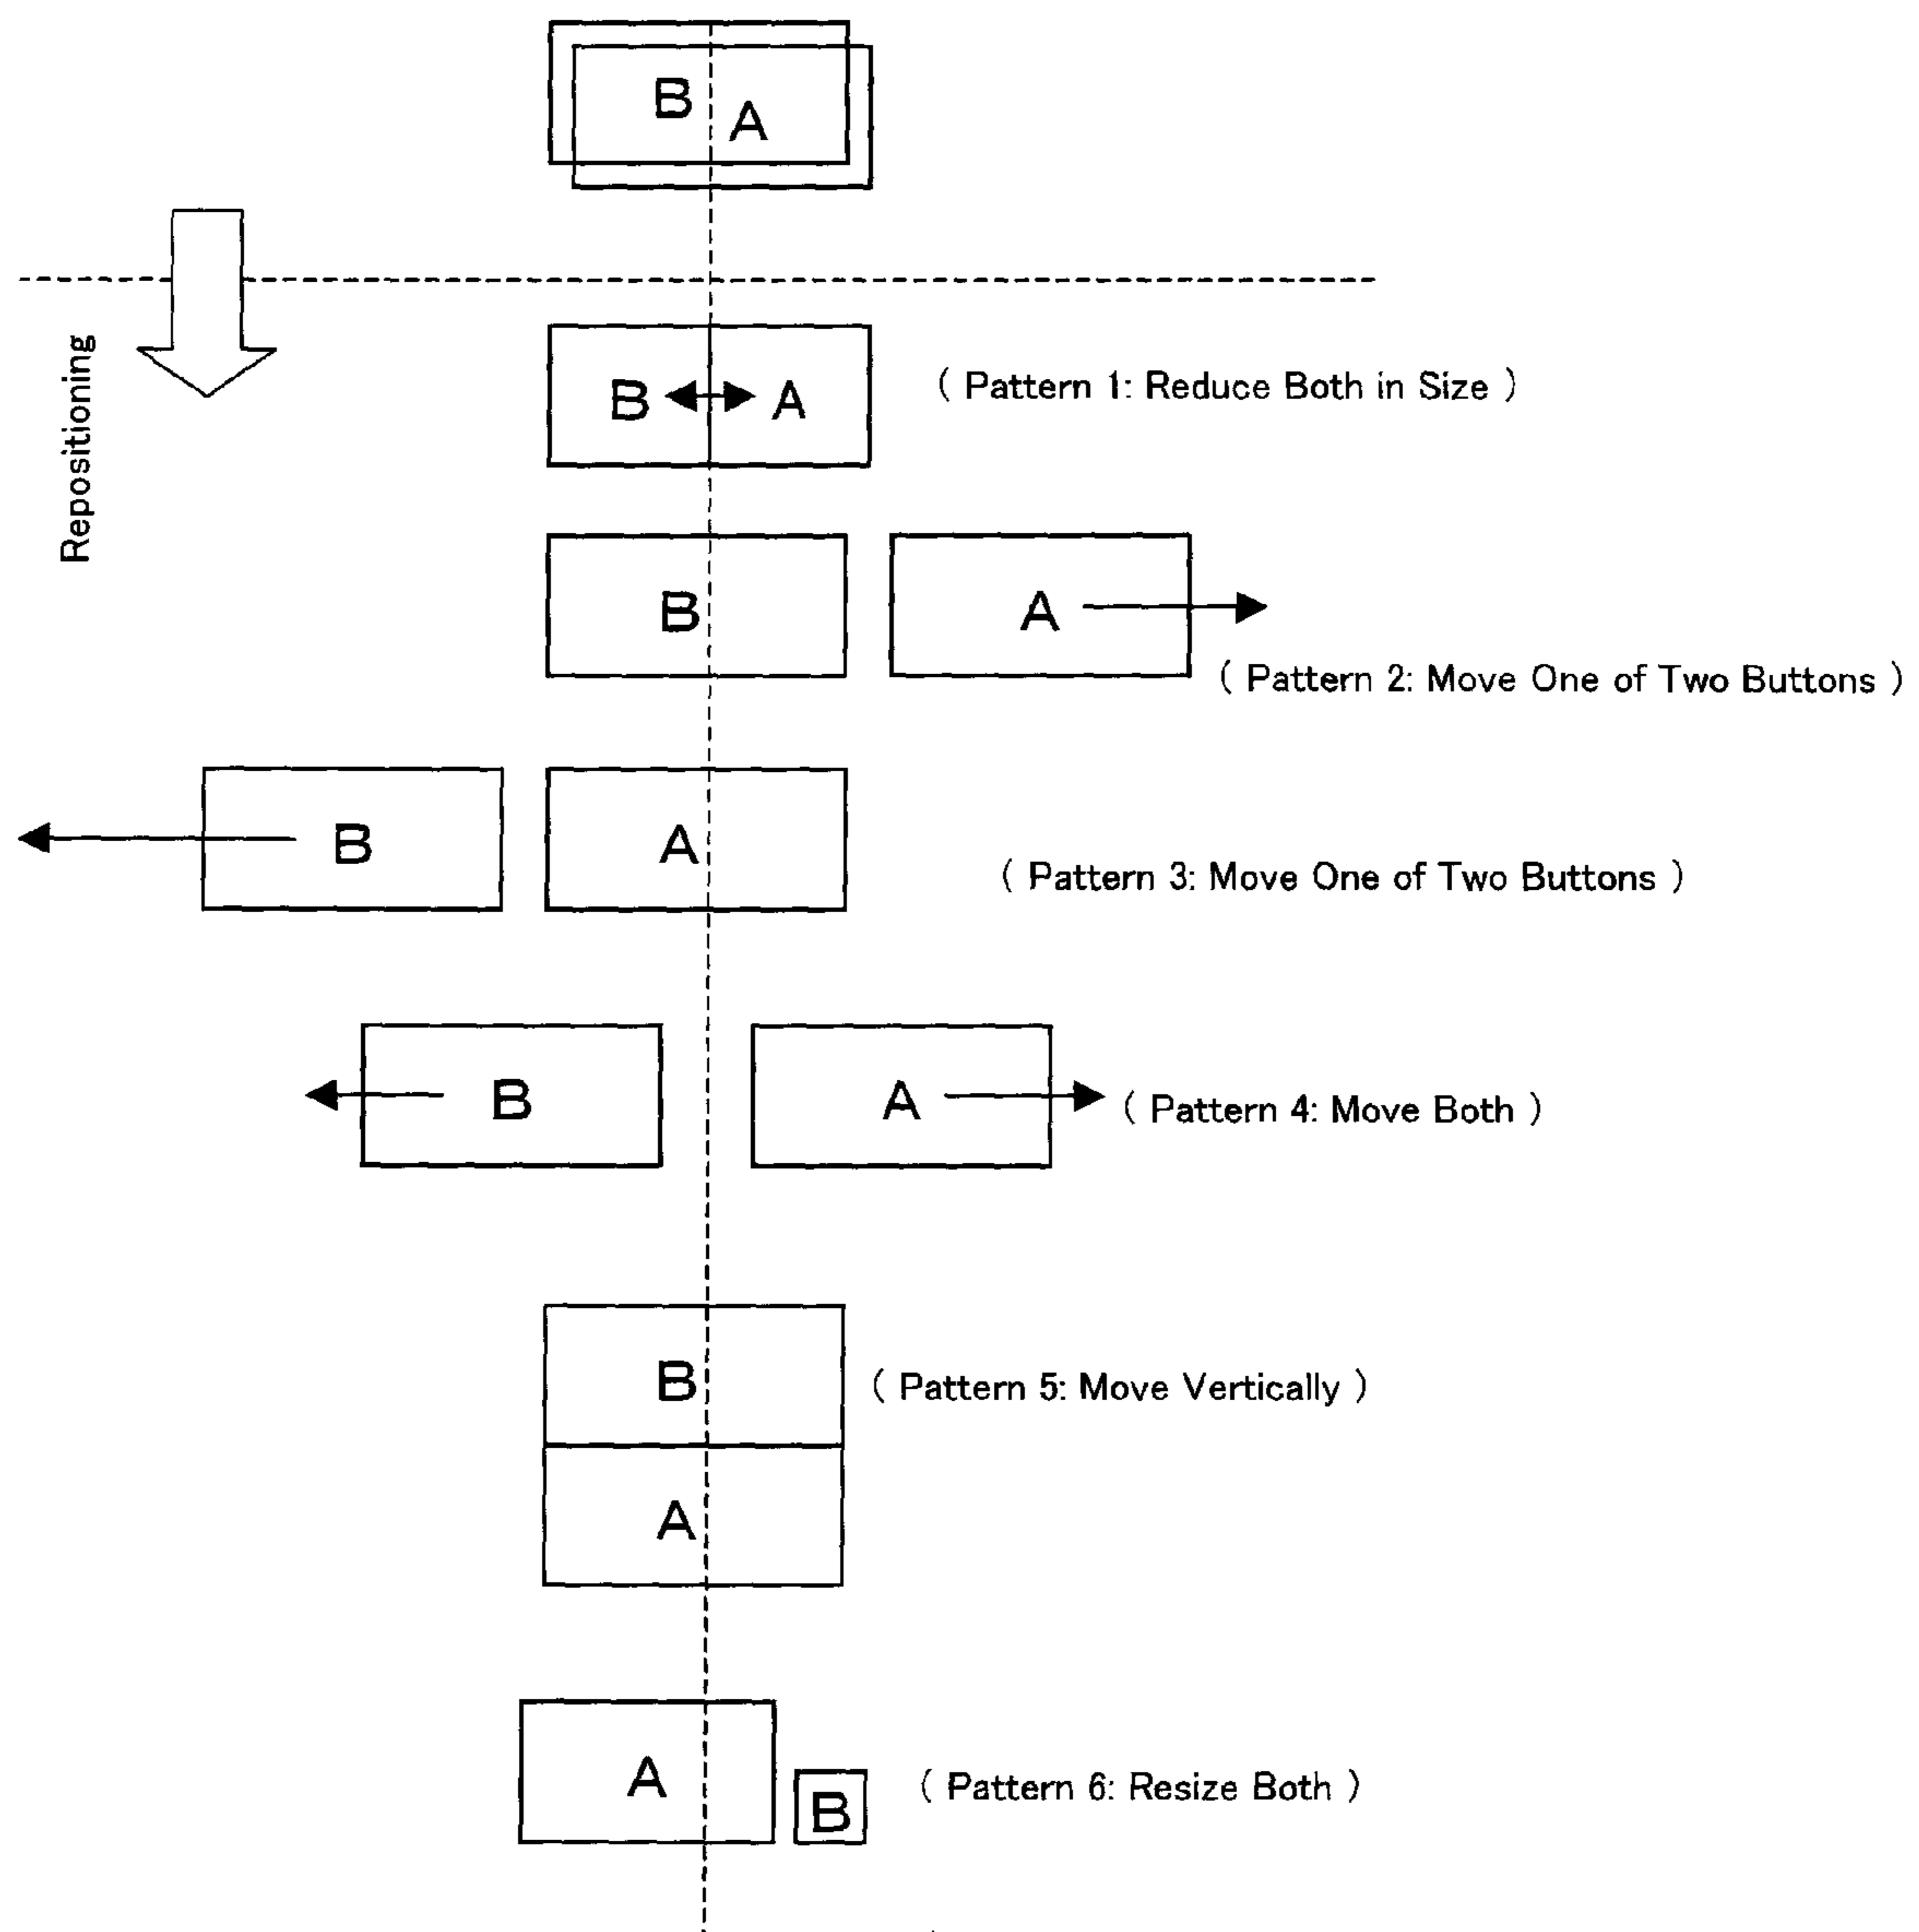 B A
Repositioning
B A ( Pattern 1: Reduce Both in Size )
B A
( Pattern 2: Move One of Two Buttons )
B A
( Pattern 3: Move One of Two Buttons )
B A ( Pattern 4: Move Both )
B ( Pattern 5: Move Vertically )
A
A B ( Pattern 6: Resize Both )